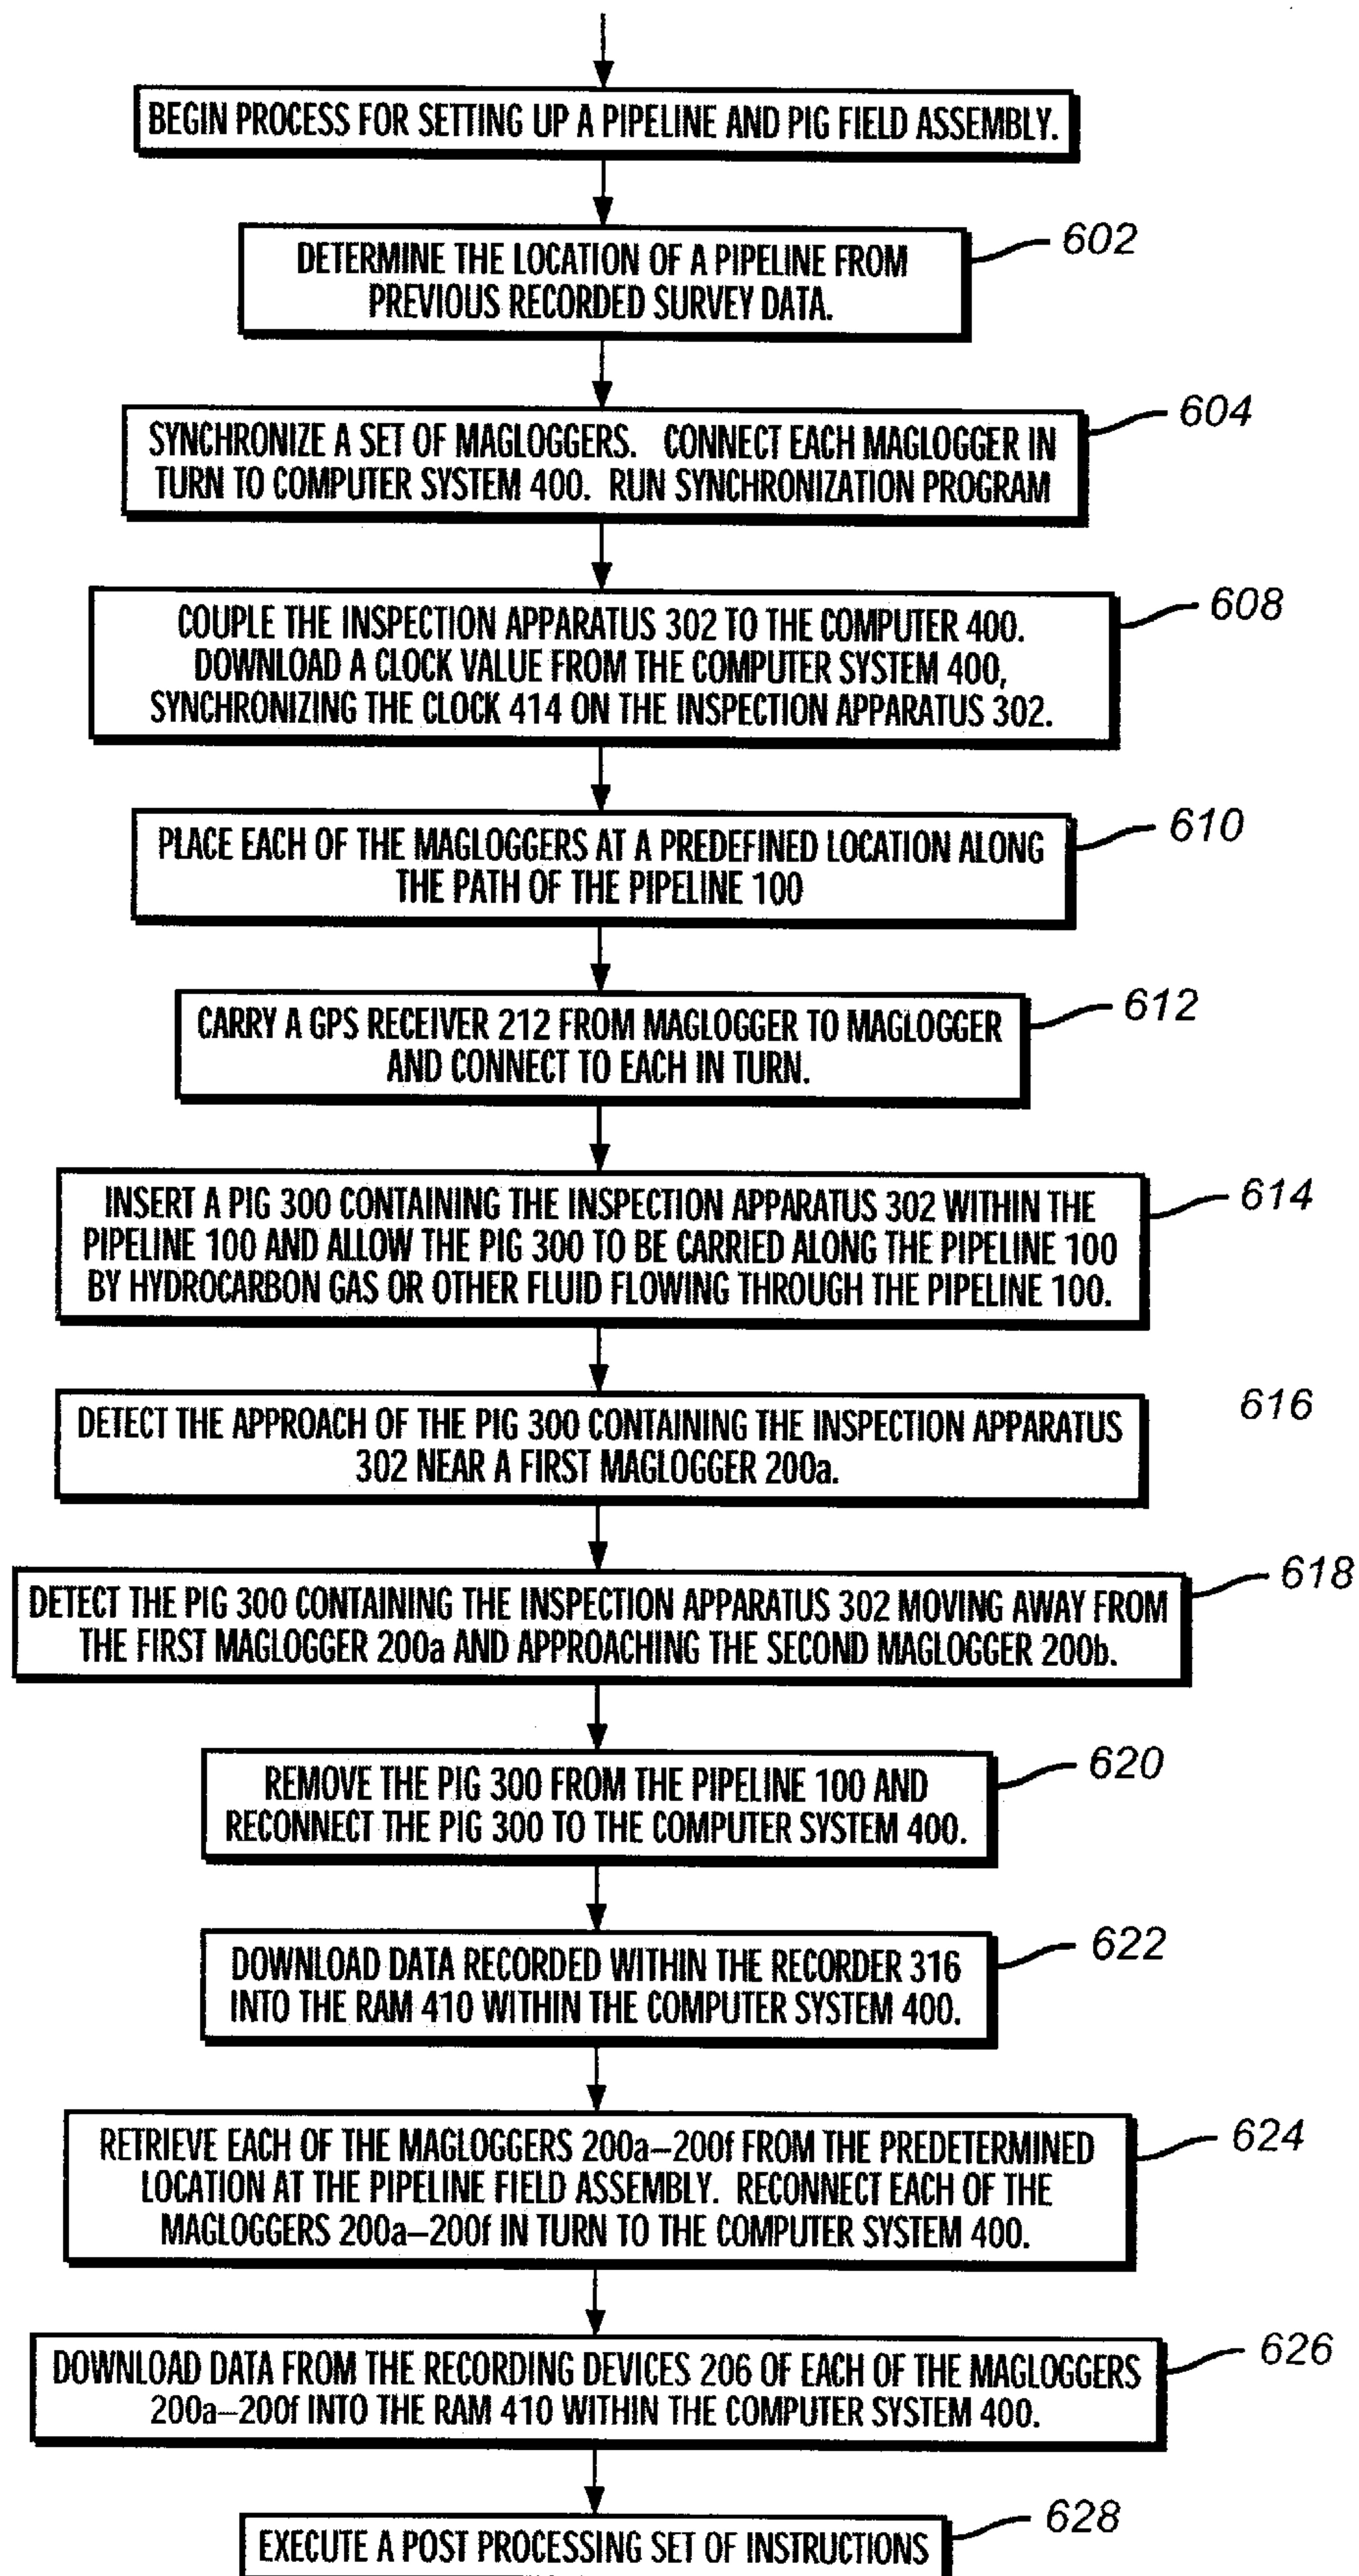 BEGIN PROCESS FOR SETTING UP A PIPELINE AND PIG FIELD ASSEMBLY.
602
DETERMINE THE LOCATION OF A PIPELINE FROM
PREVIOUS RECORDED SURVEY DATA.
604
SYNCHRONIZE A SET OF MAGLOGGERS. CONNECT EACH MAGLOGGER IN
TURN TO COMPUTER SYSTEM 400. RUN SYNCHRONIZATION PROGRAM
608
COUPLE THE INSPECTION APPARATUS 302 TO THE COMPUTER 400.
DOWNLOAD A CLOCK VALUE FROM THE COMPUTER SYSTEM 400,
SYNCHRONIZING THE CLOCK 414 ON THE INSPECTION APPARATUS 302.
610
PLACE EACH OF THE MAGLOGGERS AT A PREDEFINED LOCATION ALONG
THE PATH OF THE PIPELINE 100
612
CARRY A GPS RECEIVER 212 FROM MAGLOGGER TO MAGLOGGER
AND CONNECT TO EACH IN TURN.
614
INSERT A PIG 300 CONTAINING THE INSPECTION APPARATUS 302 WITHIN THE
PIPELINE 100 AND ALLOW THE PIG 300 TO BE CARRIED ALONG THE PIPELINE 100
BY HYDROCARBON GAS OR OTHER FLUID FLOWING THROUGH THE PIPELINE 100.
616
DETECT THE APPROACH OF THE PIG 300 CONTAINING THE INSPECTION APPARATUS
302 NEAR A FIRST MAGLOGGER 200a.
618
DETECT THE PIG 300 CONTAINING THE INSPECTION APPARATUS 302 MOVING AWAY FROM
THE FIRST MAGLOGGER 200a AND APPROACHING THE SECOND MAGLOGGER 200b.
620
REMOVE THE PIG 300 FROM THE PIPELINE 100 AND
RECONNECT THE PIG 300 TO THE COMPUTER SYSTEM 400.
622
DOWNLOAD DATA RECORDED WITHIN THE RECORDER 316
INTO THE RAM 410 WITHIN THE COMPUTER SYSTEM 400.
624
RETRIEVE EACH OF THE MAGLOGGERS 200a–200f FROM THE PREDETERMINED
LOCATION AT THE PIPELINE FIELD ASSEMBLY. RECONNECT EACH OF THE
MAGLOGGERS 200a–200f IN TURN TO THE COMPUTER SYSTEM 400.
626
DOWNLOAD DATA FROM THE RECORDING DEVICES 206 OF EACH OF THE MAGLOGGERS
200a–200f INTO THE RAM 410 WITHIN THE COMPUTER SYSTEM 400.
628
EXECUTE A POST PROCESSING SET OF INSTRUCTIONS